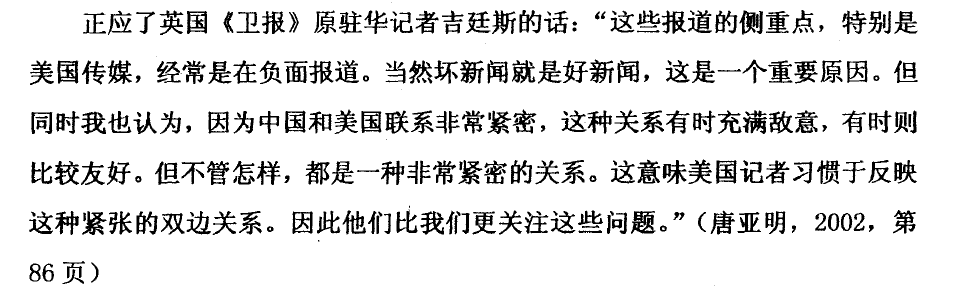 正应了英国《卫报》原驻华记者吉廷斯的话：“这些报道的侧重点，特别是
美国传媒，经常是在负面报道。当然坏新闻就是好新闻，这是一个重要原因。但
同时我也认为，因为中国和美国联系非常紧密，这种关系有时充满敌意，有时则
比较友好。但不管怎样，都是一种非常紧密的关系。这意味美国记者习惯于反映
这种紧张的双边关系。因此他们比我们更关注这些问题。”（唐亚明，2002，第
86 页）